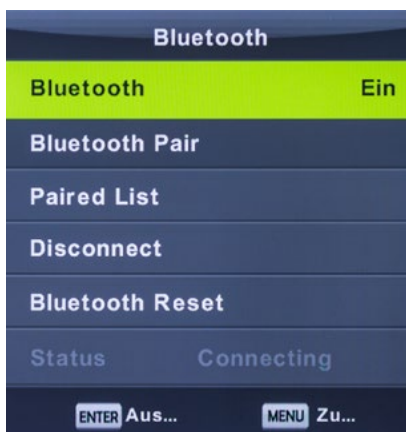 Bluetooth
Bluetooth Ein
Bluetooth Pair
Paired List
Disconnect
Bluetooth Reset
Status Connecting
ENTER Aus... MENU Zu...